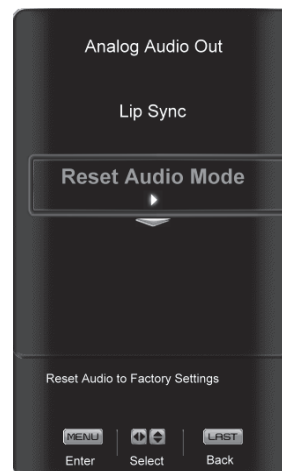 Analog Audio Out
Lip Sync
Reset Audio Mode
Reset Audio to Factory Settings
MENU LAST
Enter Select Back